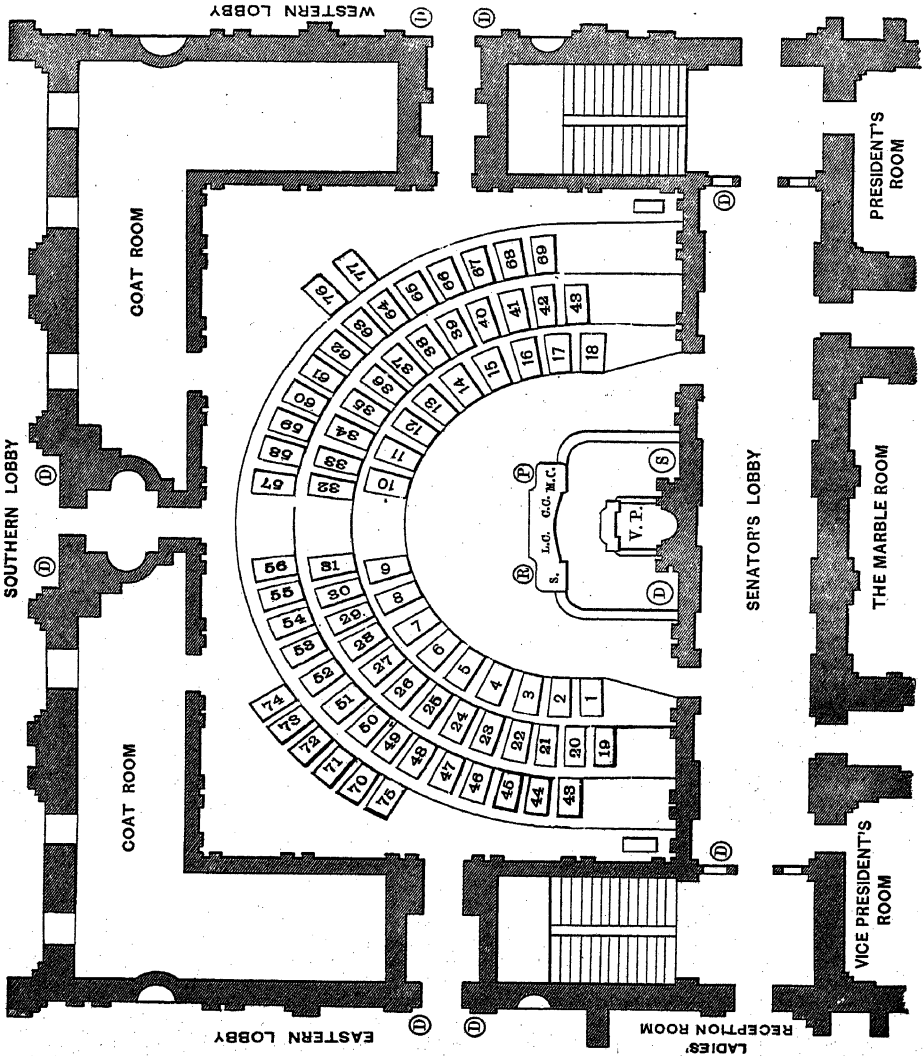 WESTERN LOBBY
D
D
COAT ROOM
PRESIDENT'S
ROOM
D
SOUTHERN LOBBY
D
D
76
77
57
58
59
60
61
62
63
64
65
66
67
68
69
32
33
34
35
36
37
38
39
40
41
42
43
10
11
12
13
14
15
16
17
18
P
R
S. L.C. C.C. M.C.
V. P.
S
D
SENATOR'S LOBBY
THE MARBLE ROOM
9
8
7
6
5
4
3
2
1
31
30
29
28
27
26
25
24
23
22
21
20
19
56
55
54
53
52
51
50
49
48
47
46
45
44
43
74
73
72
71
70
75
COAT ROOM
D
VICE PRESIDENT'S
ROOM
EASTERN LOBBY
D
D
LADIES'
RECEPTION ROOM